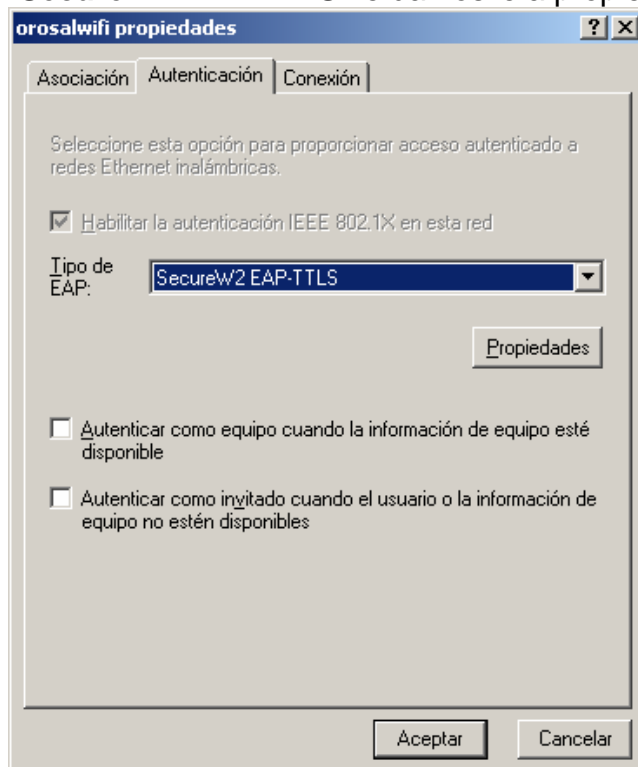 orosalwifi propiedades
Asociación Autenticación Conexión
Seleccione esta opción para proporcionar acceso autenticado a
redes Ethernet inalámbricas.
Habilitar la autenticación IEEE 802.1X en esta red
Tipo de
EAP:
SecureW2 EAP-TTLS
Propiedades
Autenticar como equipo cuando la información de equipo esté
disponible
Autenticar como invitado cuando el usuario o la información de
equipo no estén disponibles
Aceptar Cancelar